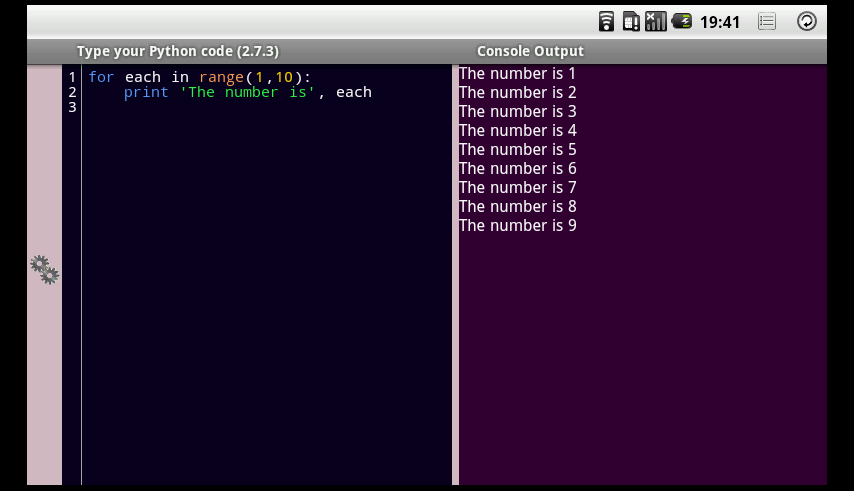 19:41
Type your Python code (2.7.3)
Console Output
1 for each in range(1,10):
2     print 'The number is', each
3
The number is 1
The number is 2
The number is 3
The number is 4
The number is 5
The number is 6
The number is 7
The number is 8
The number is 9